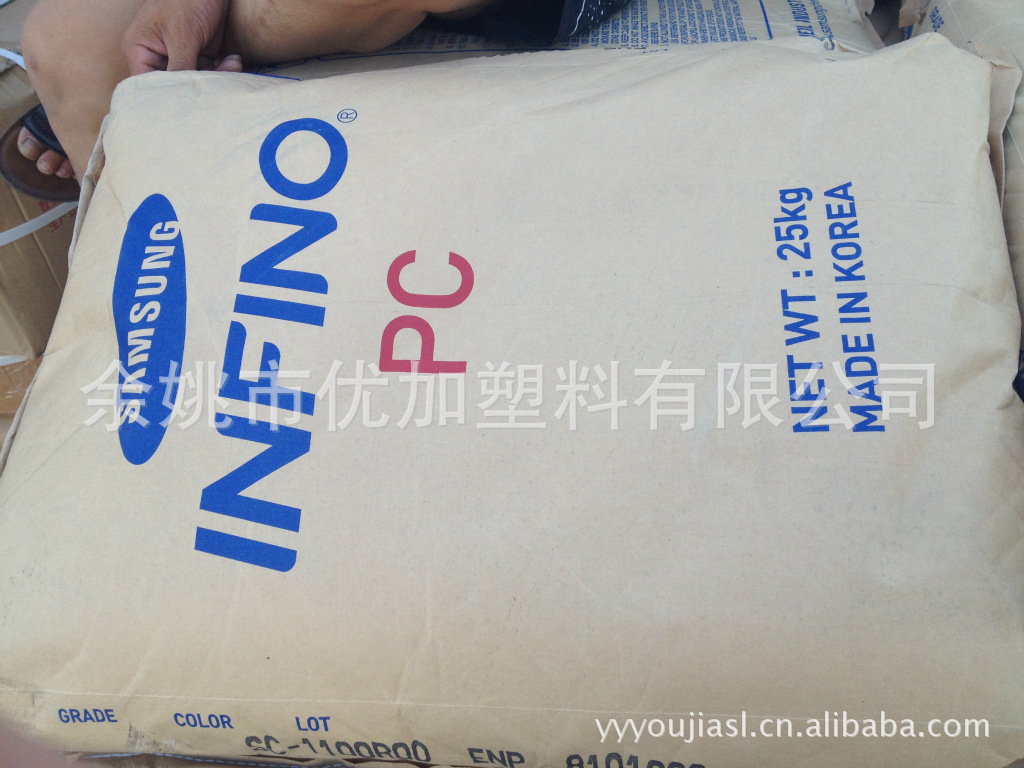 SAMSUNG
INFINO®
PC
NET WT : 25kg
MADE IN KOREA
余姚市优加塑料有限公司
GRADE COLOR LOT
yyyoujiasl.cn.alibaba.com